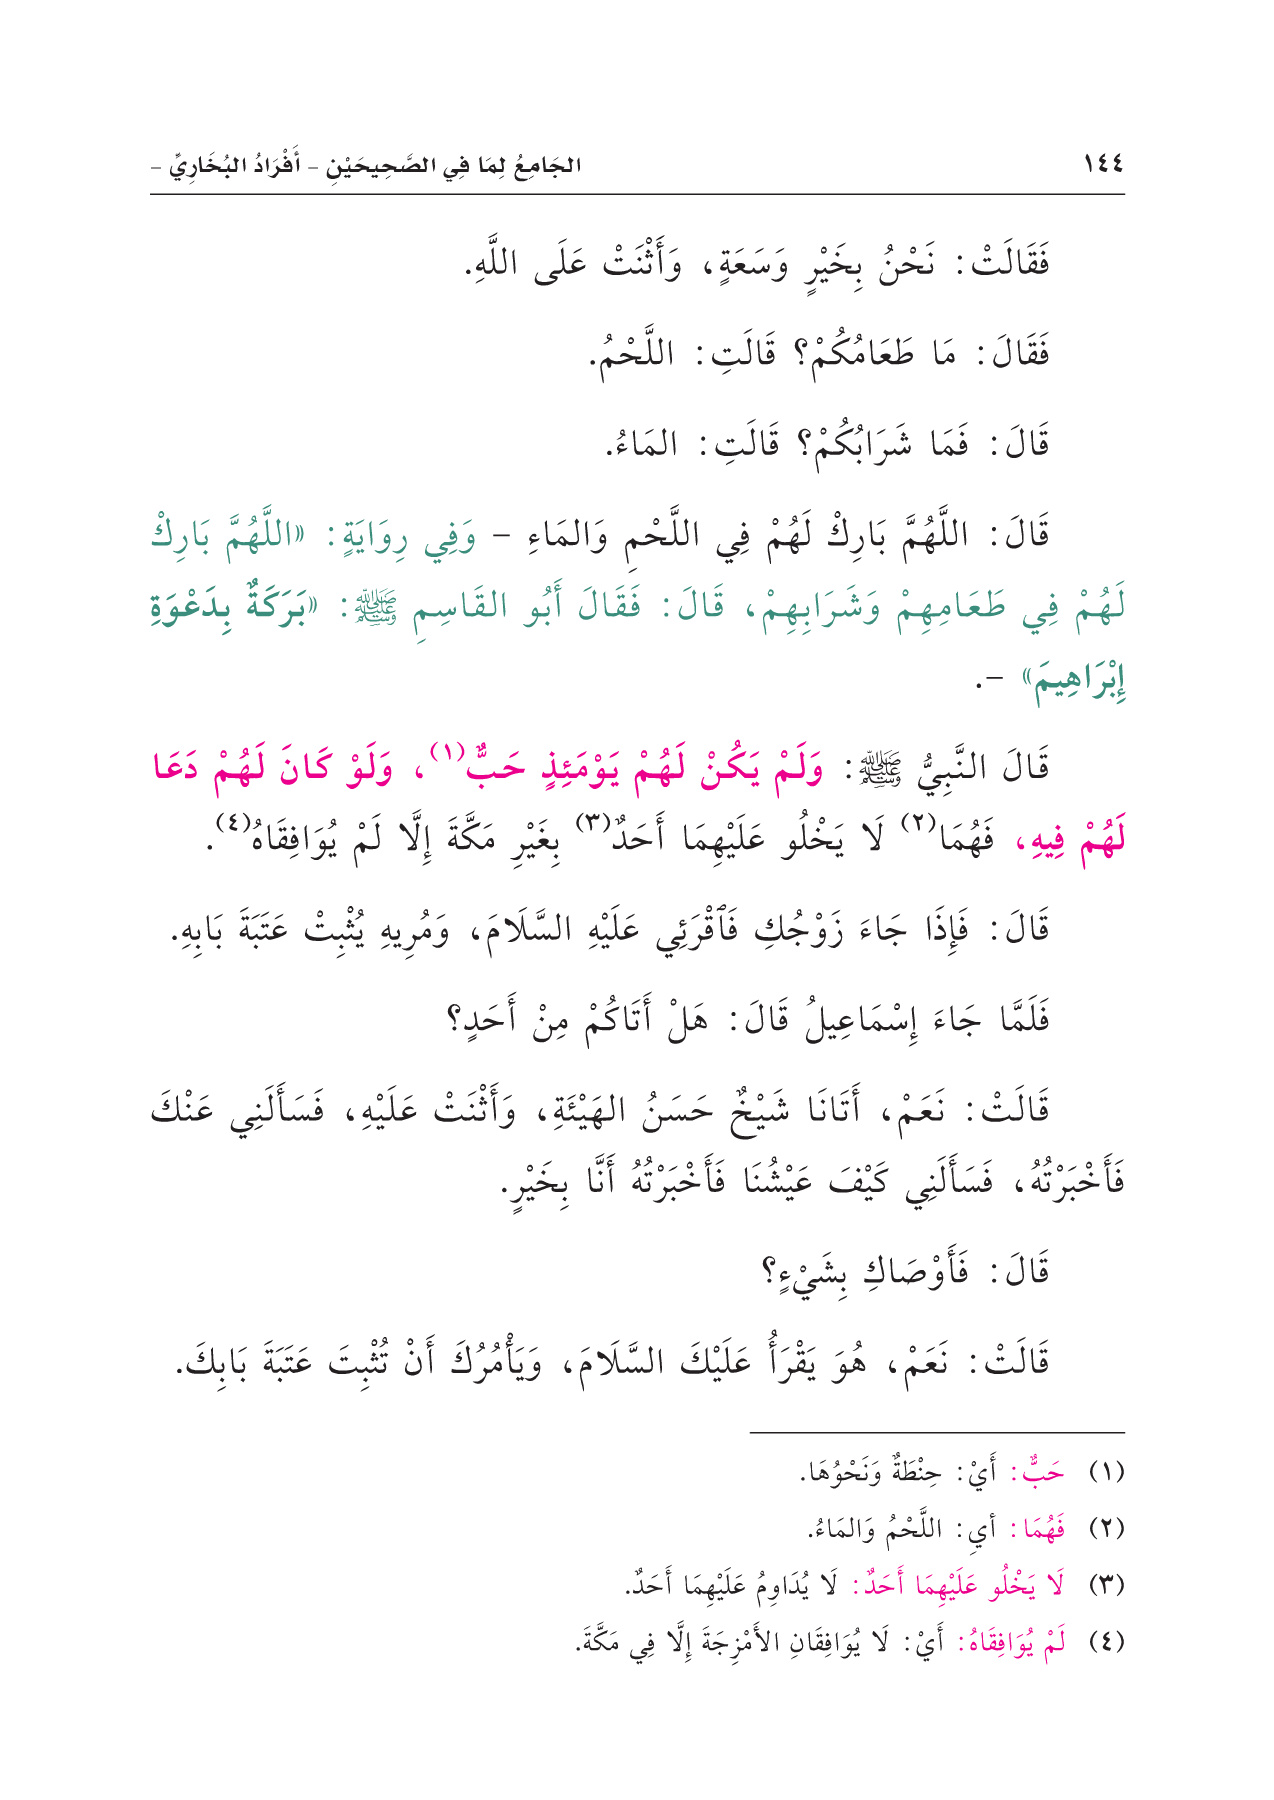 ١٤٤ الجَامِعُ لِمَا فِي الصَّحِيحَيْنِ – أَفْرَادُ البُخَارِيِّ –
فَقَالَتْ: نَحْنُ بِخَيْرٍ وَسَعَةٍ، وَأَثْنَتْ عَلَى اللَّهِ.
فَقَالَ: مَا طَعَامُكُمْ؟ قَالَتِ: اللَّحْمُ.
قَالَ: فَمَا شَرَابُكُمْ؟ قَالَتِ: المَاءُ.
قَالَ: اللَّهُمَّ بَارِكْ لَهُمْ فِي اللَّحْمِ وَالمَاءِ – وَفِي رِوَايَةٍ: «اللَّهُمَّ بَارِكْ
لَهُمْ فِي طَعَامِهِمْ وَشَرَابِهِمْ، قَالَ: فَقَالَ أَبُو القَاسِمِ ﷺ: «بَرَكَةٌ بِدَعْوَةِ
إِبْرَاهِيمَ» –.
قَالَ النَّبِيُّ ﷺ: وَلَمْ يَكُنْ لَهُمْ يَوْمَئِذٍ حَبٌّ(١)، وَلَوْ كَانَ لَهُمْ دَعَا
لَهُمْ فِيهِ، فَهُمَا(٢) لَا يَخْلُو عَلَيْهِمَا أَحَدٌ(٣) بِغَيْرِ مَكَّةَ إِلَّا لَمْ يُوَافِقَاهُ(٤).
قَالَ: فَإِذَا جَاءَ زَوْجُكِ فَٱقْرَئِي عَلَيْهِ السَّلَامَ، وَمُرِيهِ يُثْبِتْ عَتَبَةَ بَابِهِ.
فَلَمَّا جَاءَ إِسْمَاعِيلُ قَالَ: هَلْ أَتَاكُمْ مِنْ أَحَدٍ؟
قَالَتْ: نَعَمْ، أَتَانَا شَيْخٌ حَسَنُ الهَيْئَةِ، وَأَثْنَتْ عَلَيْهِ، فَسَأَلَنِي عَنْكَ
فَأَخْبَرْتُهُ، فَسَأَلَنِي كَيْفَ عَيْشُنَا فَأَخْبَرْتُهُ أَنَّا بِخَيْرٍ.
قَالَ: فَأَوْصَاكِ بِشَيْءٍ؟
قَالَتْ: نَعَمْ، هُوَ يَقْرَأُ عَلَيْكَ السَّلَامَ، وَيَأْمُرُكَ أَنْ تُثْبِتَ عَتَبَةَ بَابِكَ.
(١) حَبٌّ: أَيْ: حِنْطَةٌ وَنَحْوُهَا.
(٢) فَهُمَا: أيِ: اللَّحْمُ وَالمَاءُ.
(٣) لَا يَخْلُو عَلَيْهِمَا أَحَدٌ: لَا يُدَاوِمُ عَلَيْهِمَا أَحَدٌ.
(٤) لَمْ يُوَافِقَاهُ: أَيْ: لَا يُوَافِقَانِ الأَمْزِجَةَ إِلَّا فِي مَكَّةَ.